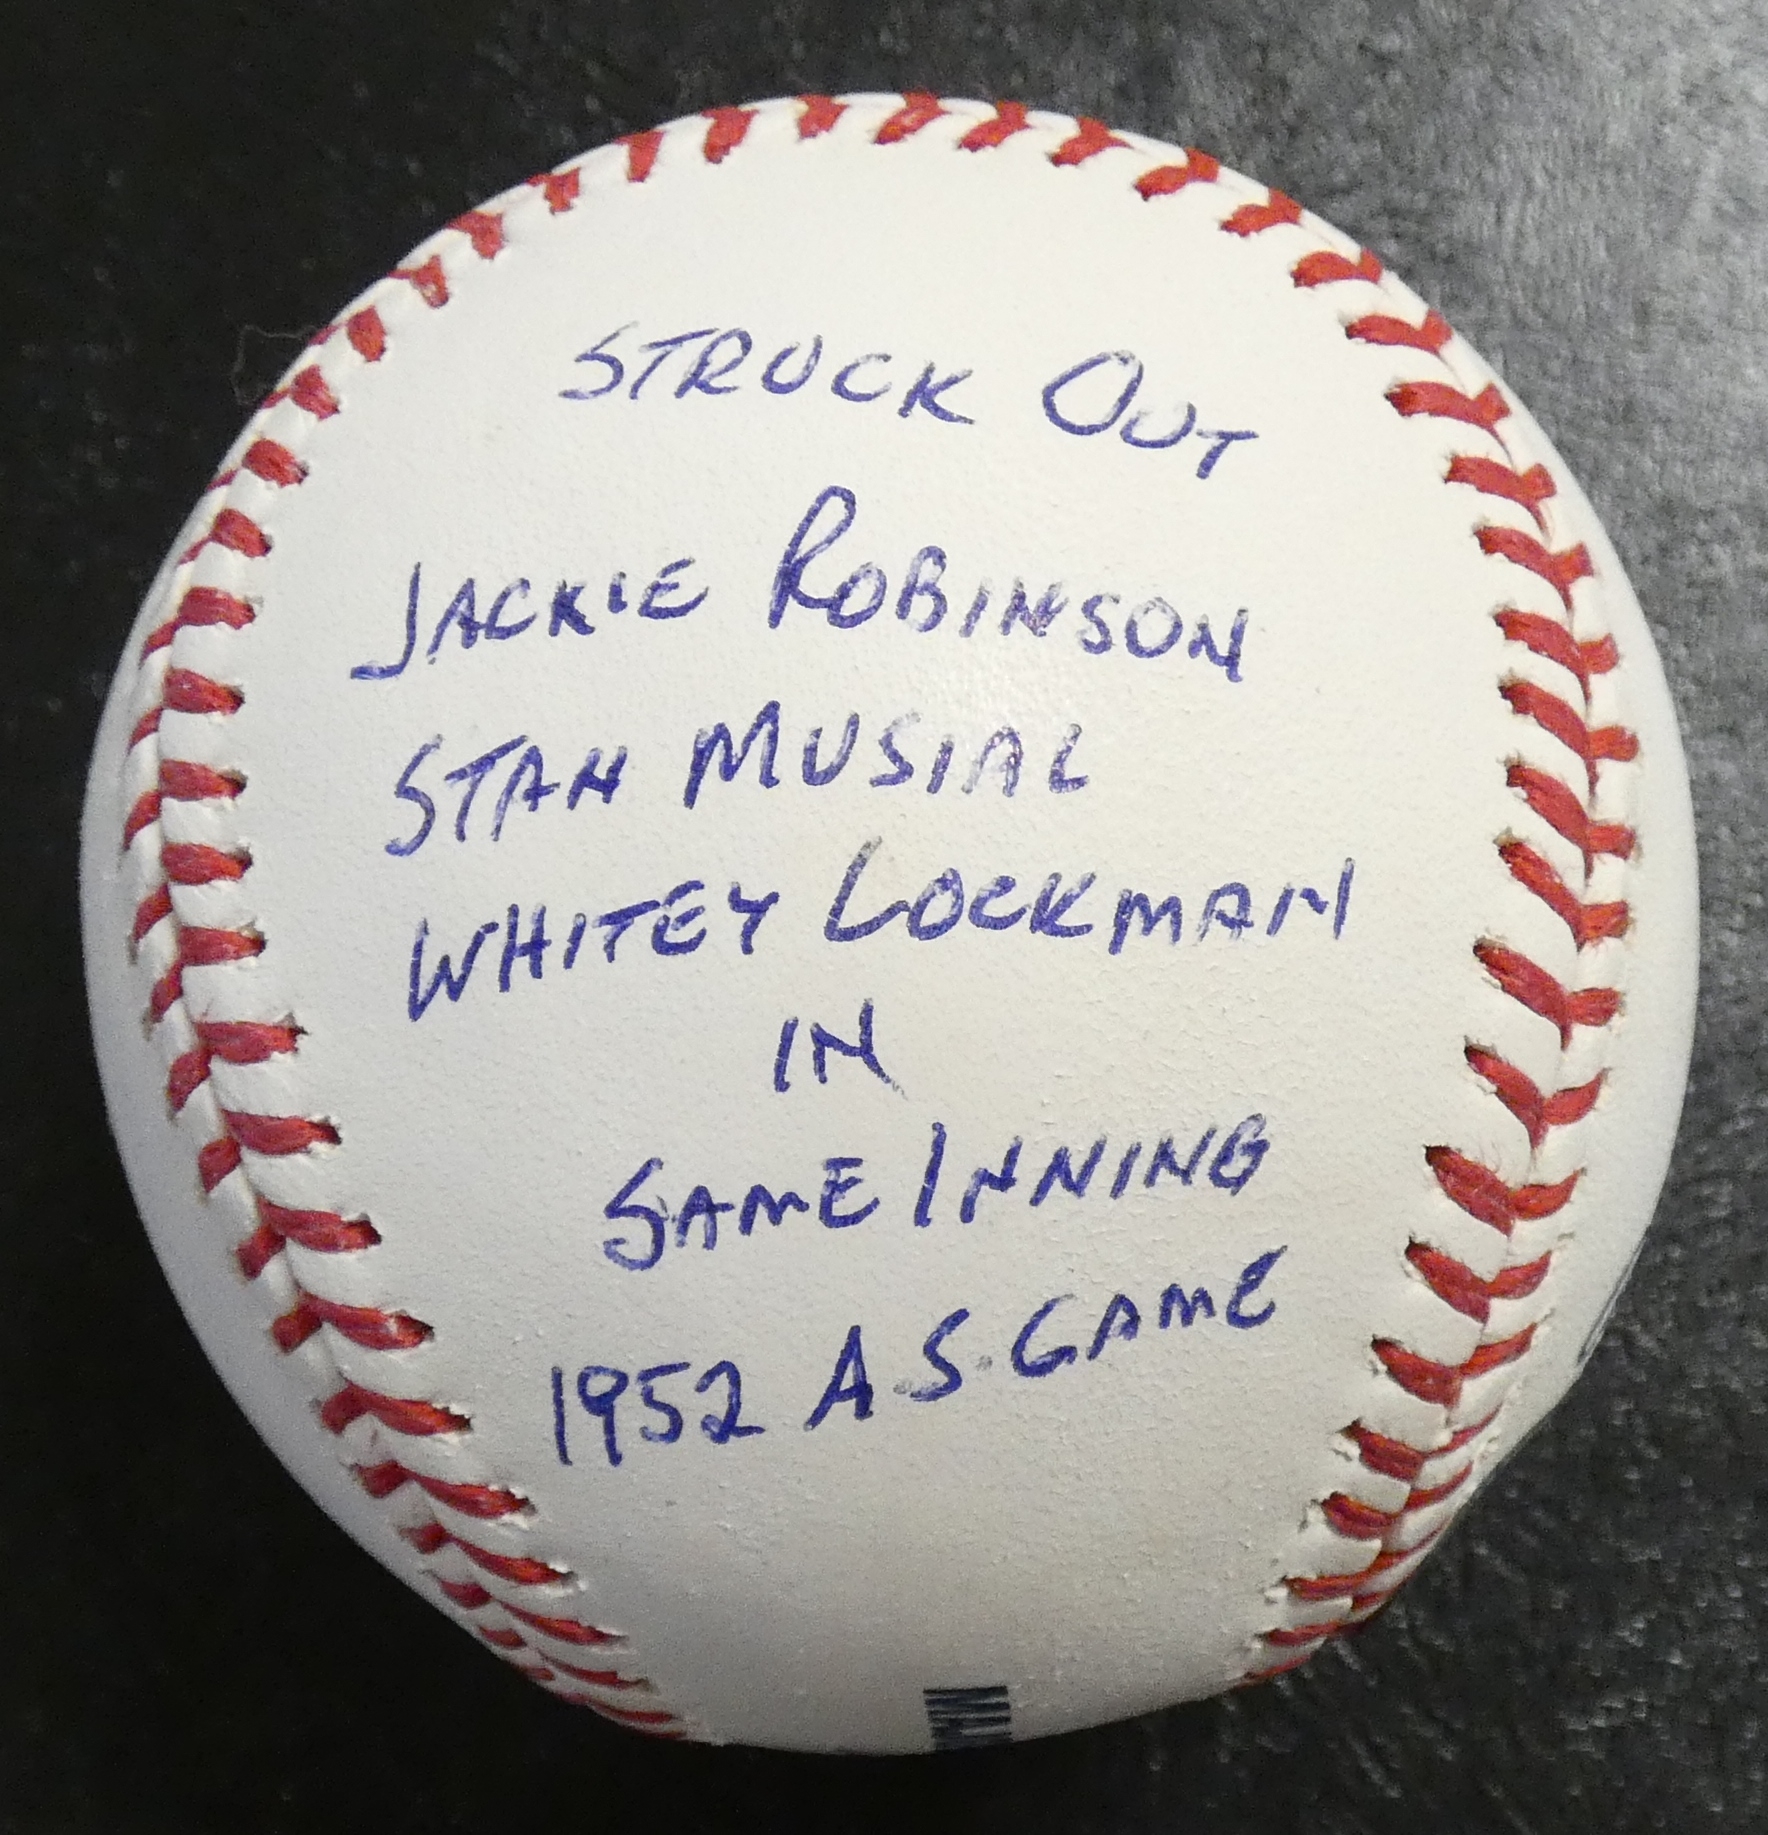 STRUCK OUT
JACKIE ROBINSON
STAN MUSIAL
WHITEY LOCKMAN
IN
SAME INNING
1952 A.S. GAME